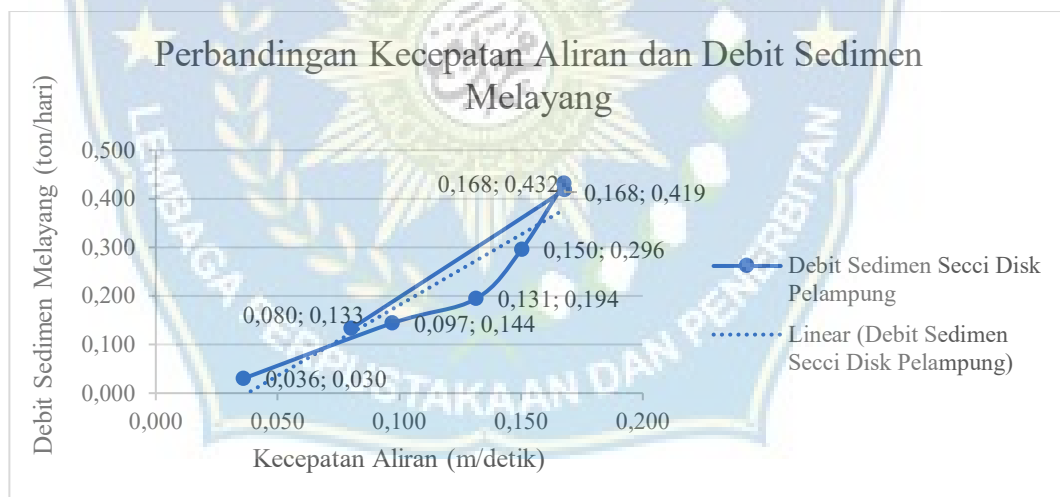 Perbandingan Kecepatan Aliran dan Debit Sedimen
Melayang
Debit Sedimen Melayang (ton/hari)
0,500
0,400
0,300
0,200
0,100
0,000
0,000
0,050
0,100
0,150
0,200
Kecepatan Aliran (m/detik)
0,168; 0,432
0,168; 0,419
0,150; 0,296
0,131; 0,194
0,080; 0,133
0,097; 0,144
0,036; 0,030
Debit Sedimen Secci Disk
Pelampung
Linear (Debit Sedimen
Secci Disk Pelampung)
LEMBAGA PERPUSTAKAAN DAN PENERBITAN